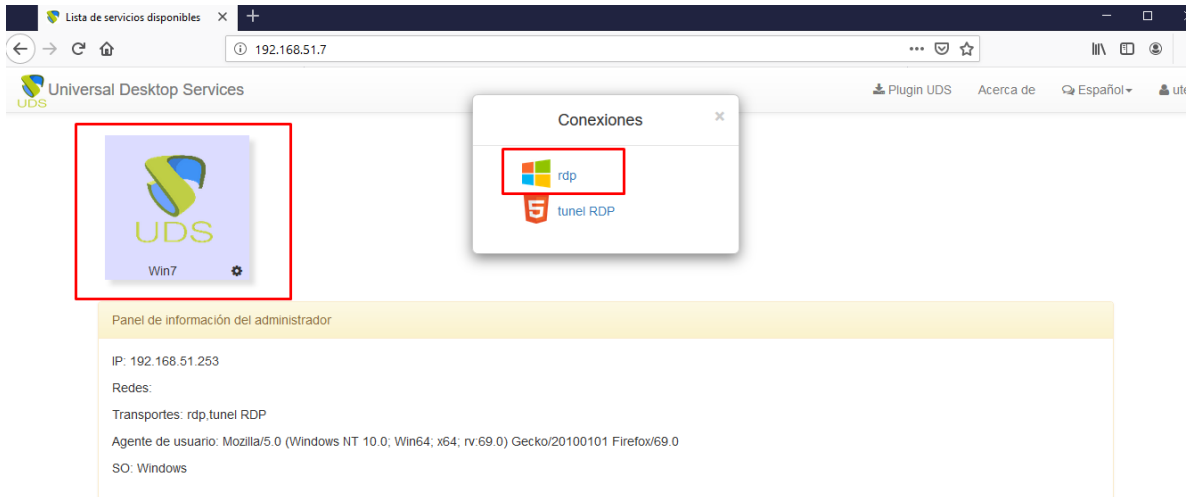 Lista de servicios disponibles
192.168.51.7
UDS
Universal Desktop Services
Plugin UDS
Acerca de
Español
Conexiones
rdp
5
tunel RDP
UDS
Win7
Panel de información del administrador
IP: 192.168.51.253
Redes:
Transportes: rdp,tunel RDP
Agente de usuario: Mozilla/5.0 (Windows NT 10.0; Win64; x64; rv:69.0) Gecko/20100101 Firefox/69.0
SO: Windows